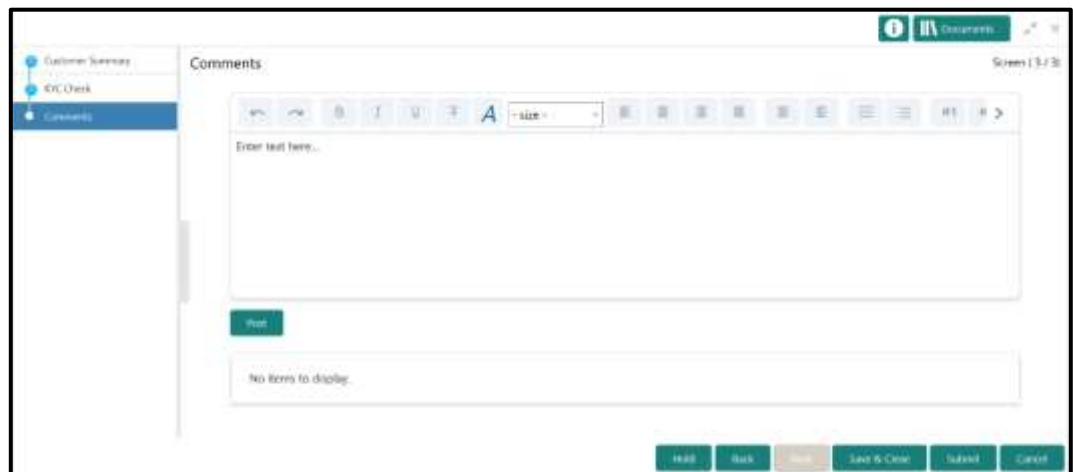 Documents
Customer Summary
KYC Check
Comments
Comments
Screen ( 3 / 3)
B I U T A - size - H1 H
Enter text here...
Post
No items to display.
Hold Back Next Save & Close Submit Cancel